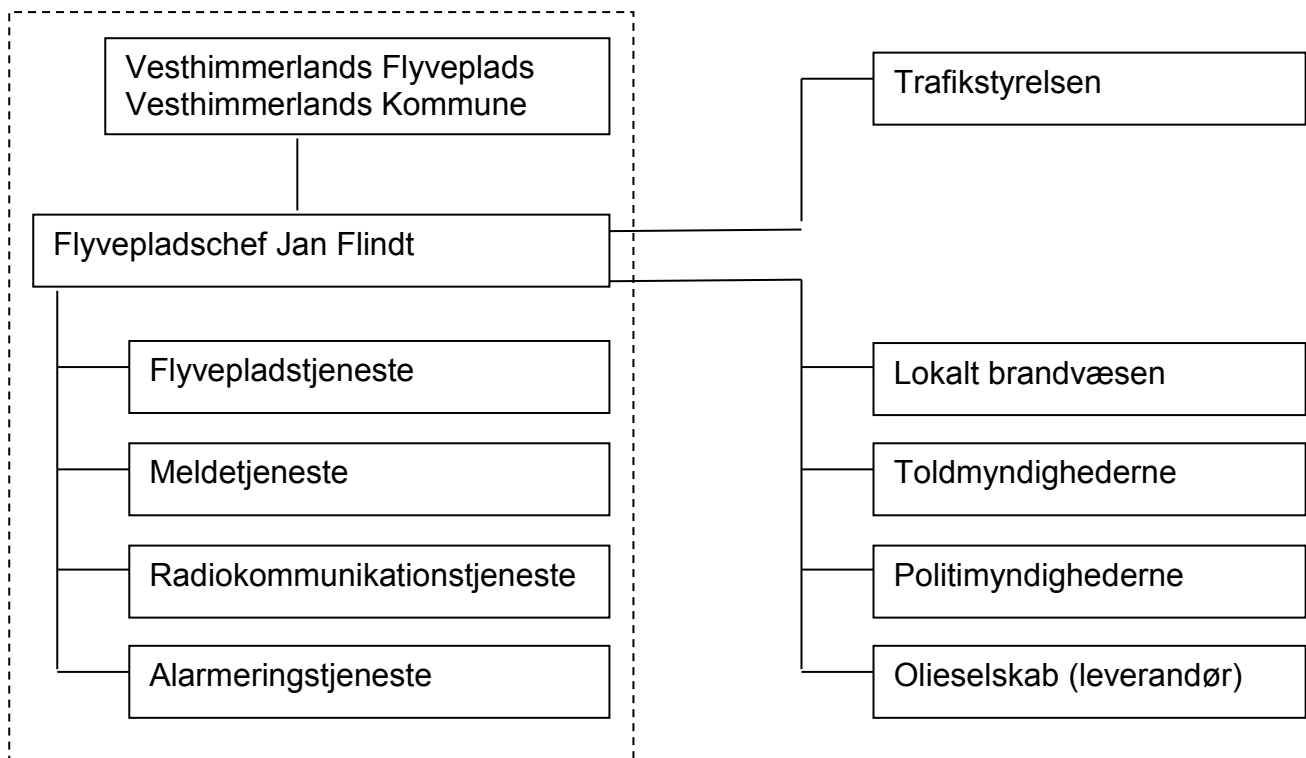 Vesthimmerlands Flyveplads
Vesthimmerlands Kommune
Trafikstyrelsen
Flyvepladschef Jan Flindt
Flyvepladstjeneste
Meldetjeneste
Radiokommunikationstjeneste
Alarmeringstjeneste
Lokalt brandvæsen
Toldmyndighederne
Politimyndighederne
Olieselskab (leverandør)